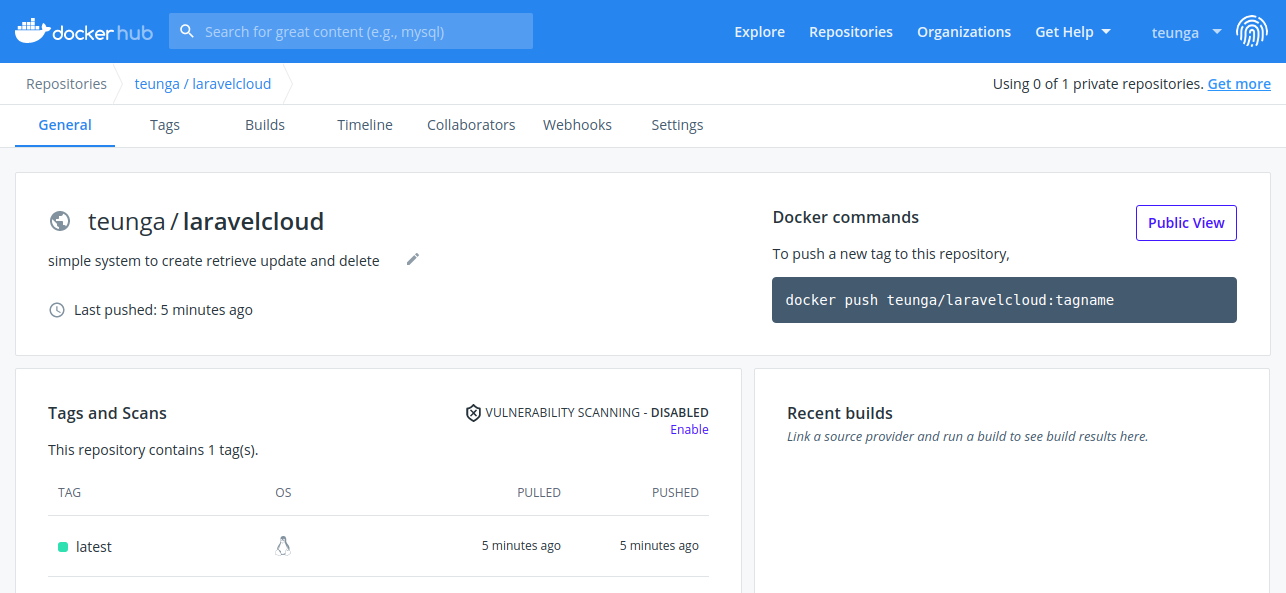 docker hub
Search for great content (e.g., mysql)
Explore
Repositories
Organizations
Get Help
teunga
Repositories
teunga / laravelcloud
Using 0 of 1 private repositories. Get more
General
Tags
Builds
Timeline
Collaborators
Webhooks
Settings
teunga / laravelcloud
simple system to create retrieve update and delete
Last pushed: 5 minutes ago
Docker commands
Public View
To push a new tag to this repository,
docker push teunga/laravelcloud:tagname
Tags and Scans
VULNERABILITY SCANNING - DISABLED
Enable
This repository contains 1 tag(s).
TAG OS PULLED PUSHED
latest 5 minutes ago 5 minutes ago
Recent builds
Link a source provider and run a build to see build results here.